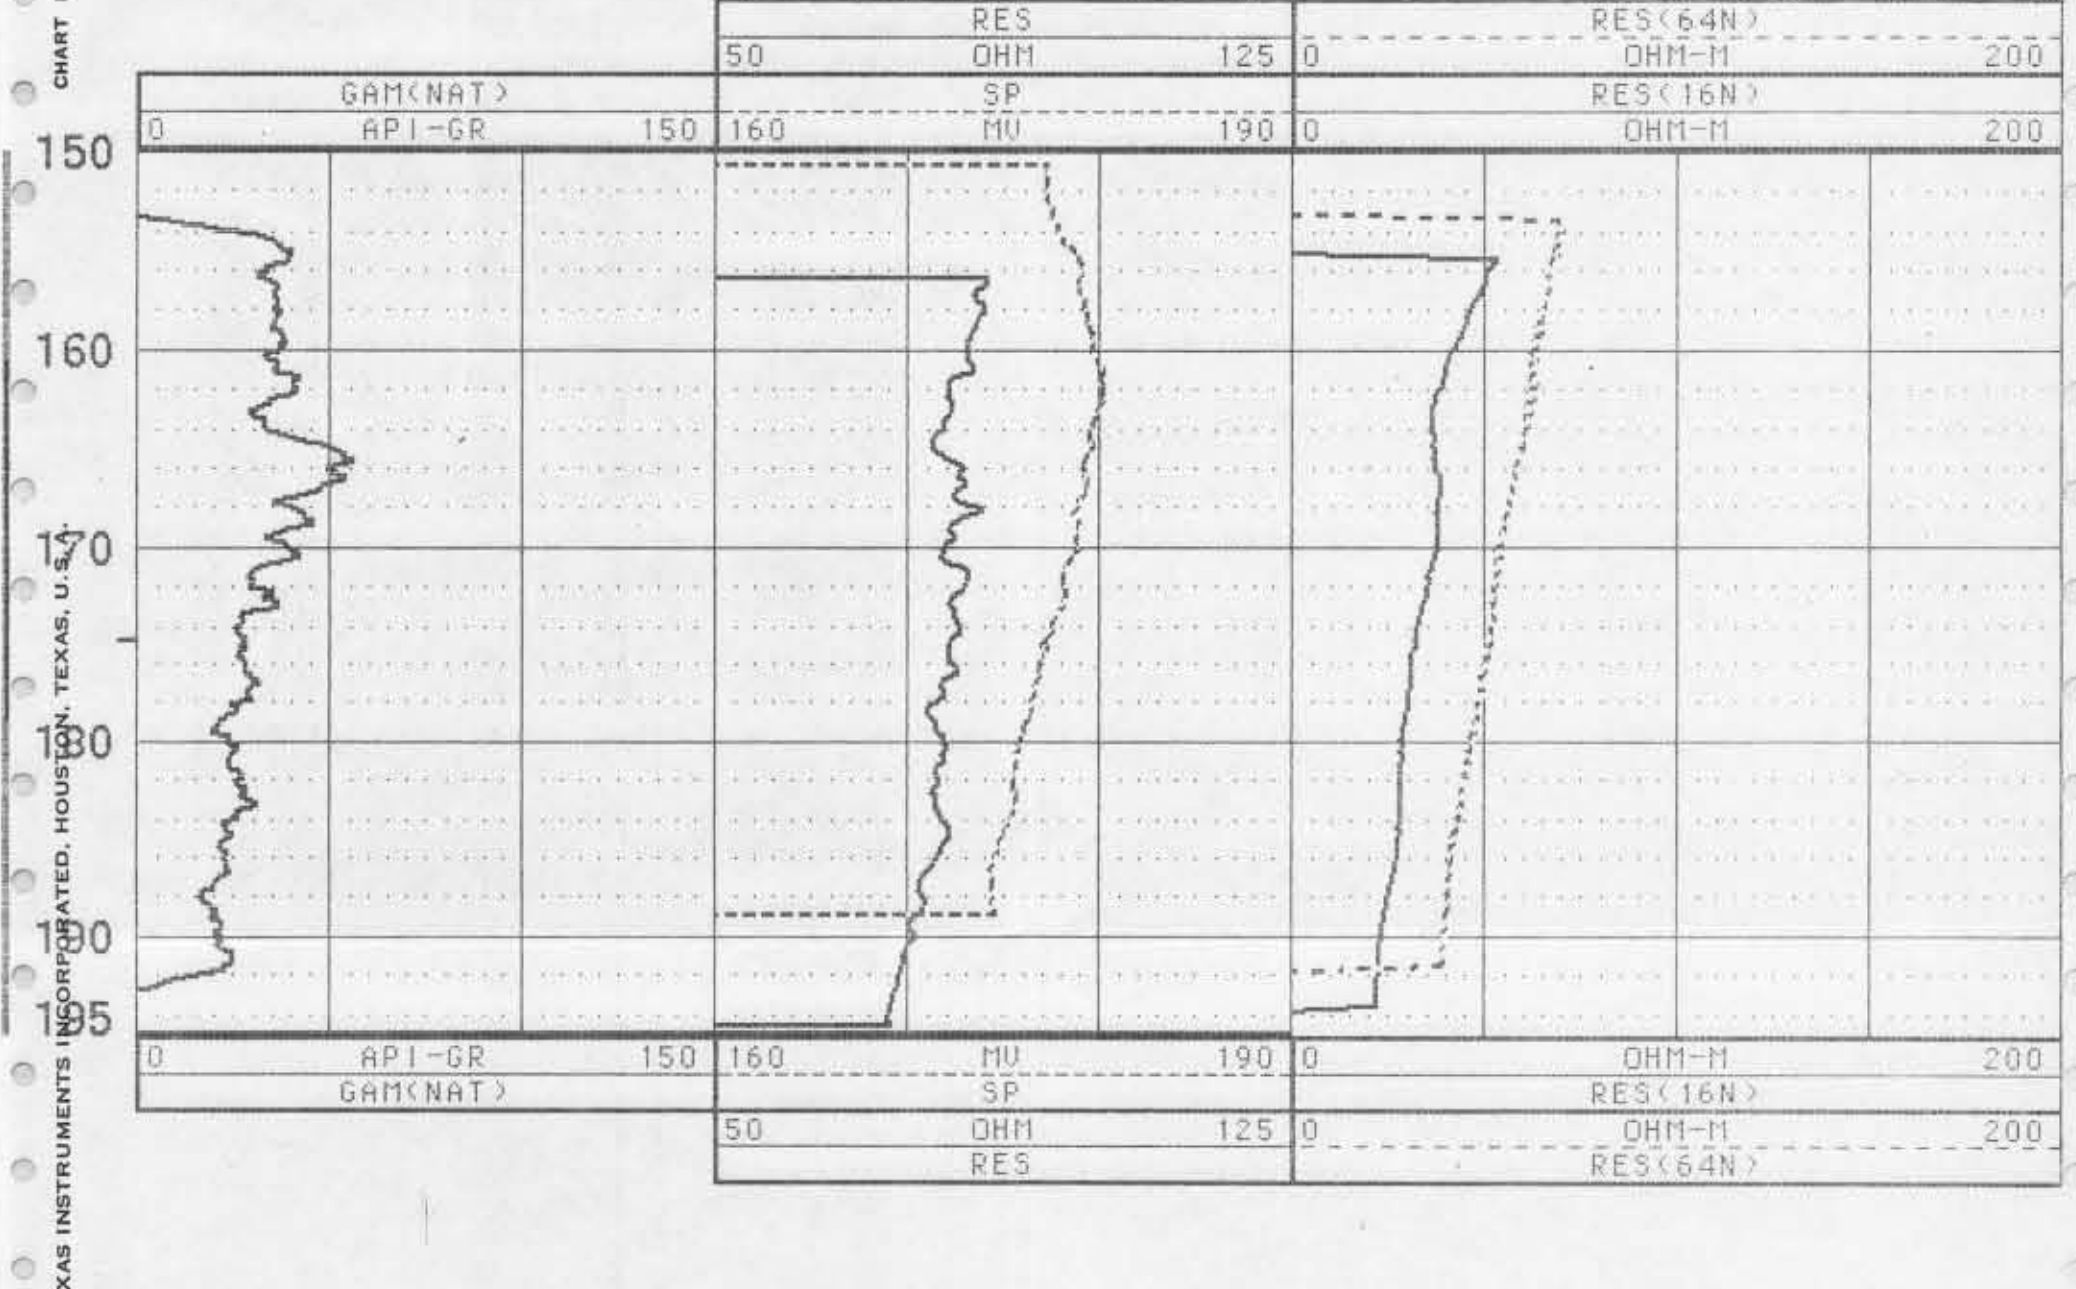 RES RES(64N)
50 OHM 125 0 OHM-M 200
GAM(NAT) SP RES(16N)
0 API-GR 150 160 MV 190 0 OHM-M 200
150
160
170
180
190
195
0 API-GR 150 160 MV 190 0 OHM-M 200
GAM(NAT) SP RES(16N)
50 OHM 125 0 OHM-M 200
RES RES(64N)
CHART
XAS INSTRUMENTS INCORPORATED, HOUSTON, TEXAS, U.S.A.